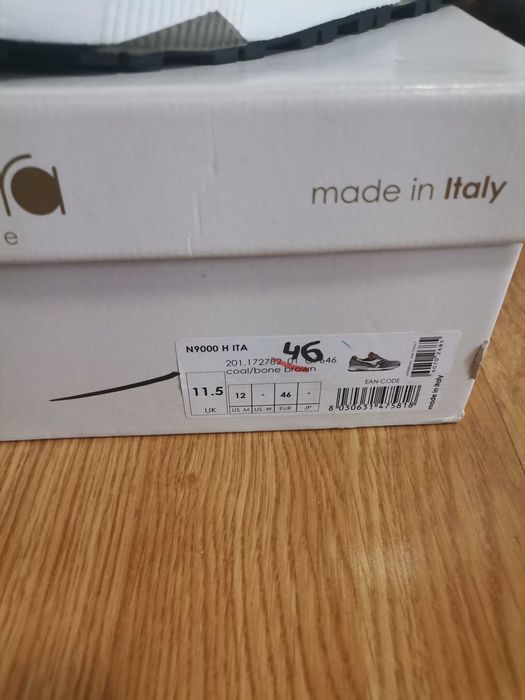 ra
made in Italy
e
N9000 H ITA
46
201.172782 01
coal/bone brown
EAN-CODE
11.5
12 - 46 -
UK US M US W EUR JP
8 030631 475816
made in italy